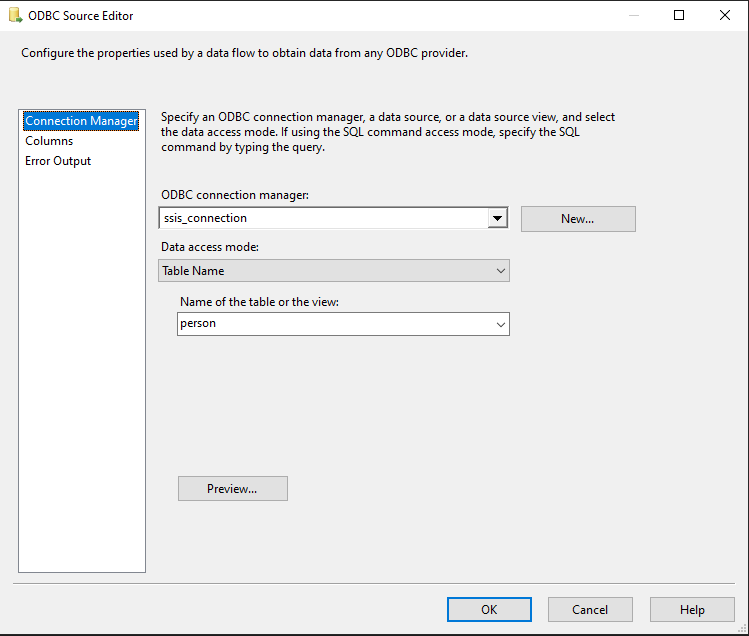 ODBC Source Editor
Configure the properties used by a data flow to obtain data from any ODBC provider.
Connection Manager
Columns
Error Output
Specify an ODBC connection manager, a data source, or a data source view, and select
the data access mode. If using the SQL command access mode, specify the SQL
command by typing the query.
ODBC connection manager:
ssis_connection
New...
Data access mode:
Table Name
Name of the table or the view:
person
Preview...
OK
Cancel
Help